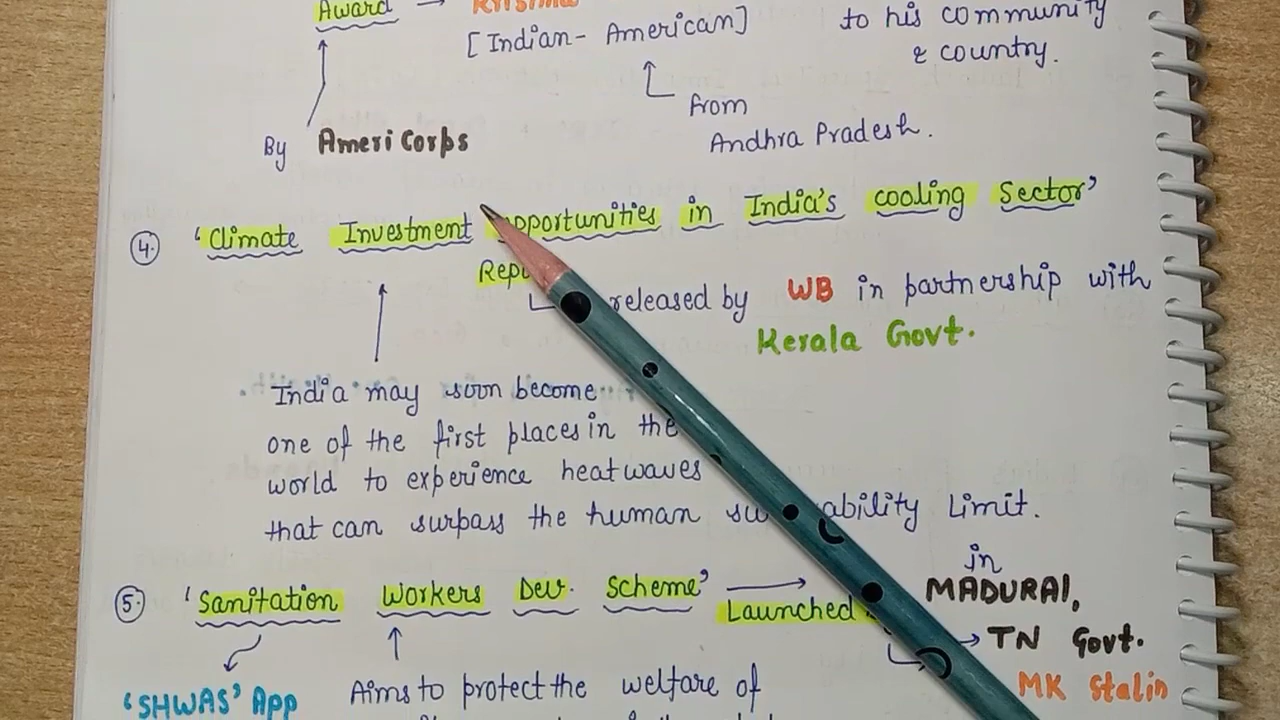 Award →
[Indian- American]
to his community
& country.
from
Andhra Pradesh.
By AmeriCorps
4. 'Climate Investment opportunities in India's cooling Sector'
released by WB in partnership with
Kerala Govt.
India may soon become
one of the first places in the
world to experience heatwaves
that can surpass the human Limit.
5. 'Sanitation Workers Dev. Scheme' → Launched
in
MADURAI,
→ TN Govt.
MK Stalin
'SHWAS' App
Aims to protect the welfare of